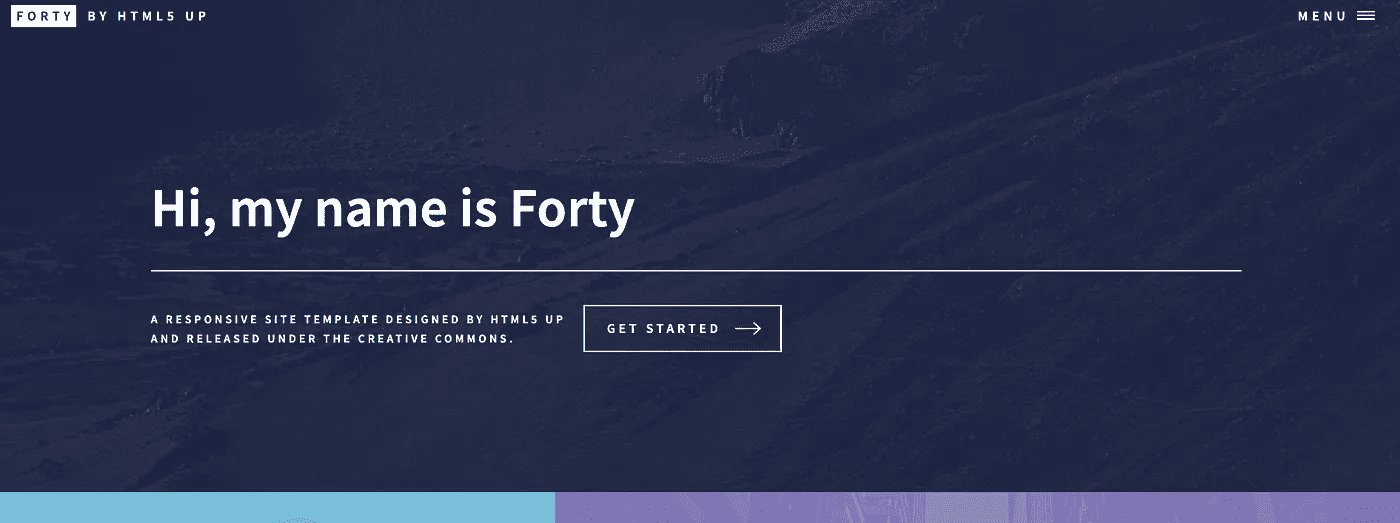 FORTY BY HTML5 UP
MENU
Hi, my name is Forty
A RESPONSIVE SITE TEMPLATE DESIGNED BY HTML5 UP
AND RELEASED UNDER THE CREATIVE COMMONS.
GET STARTED